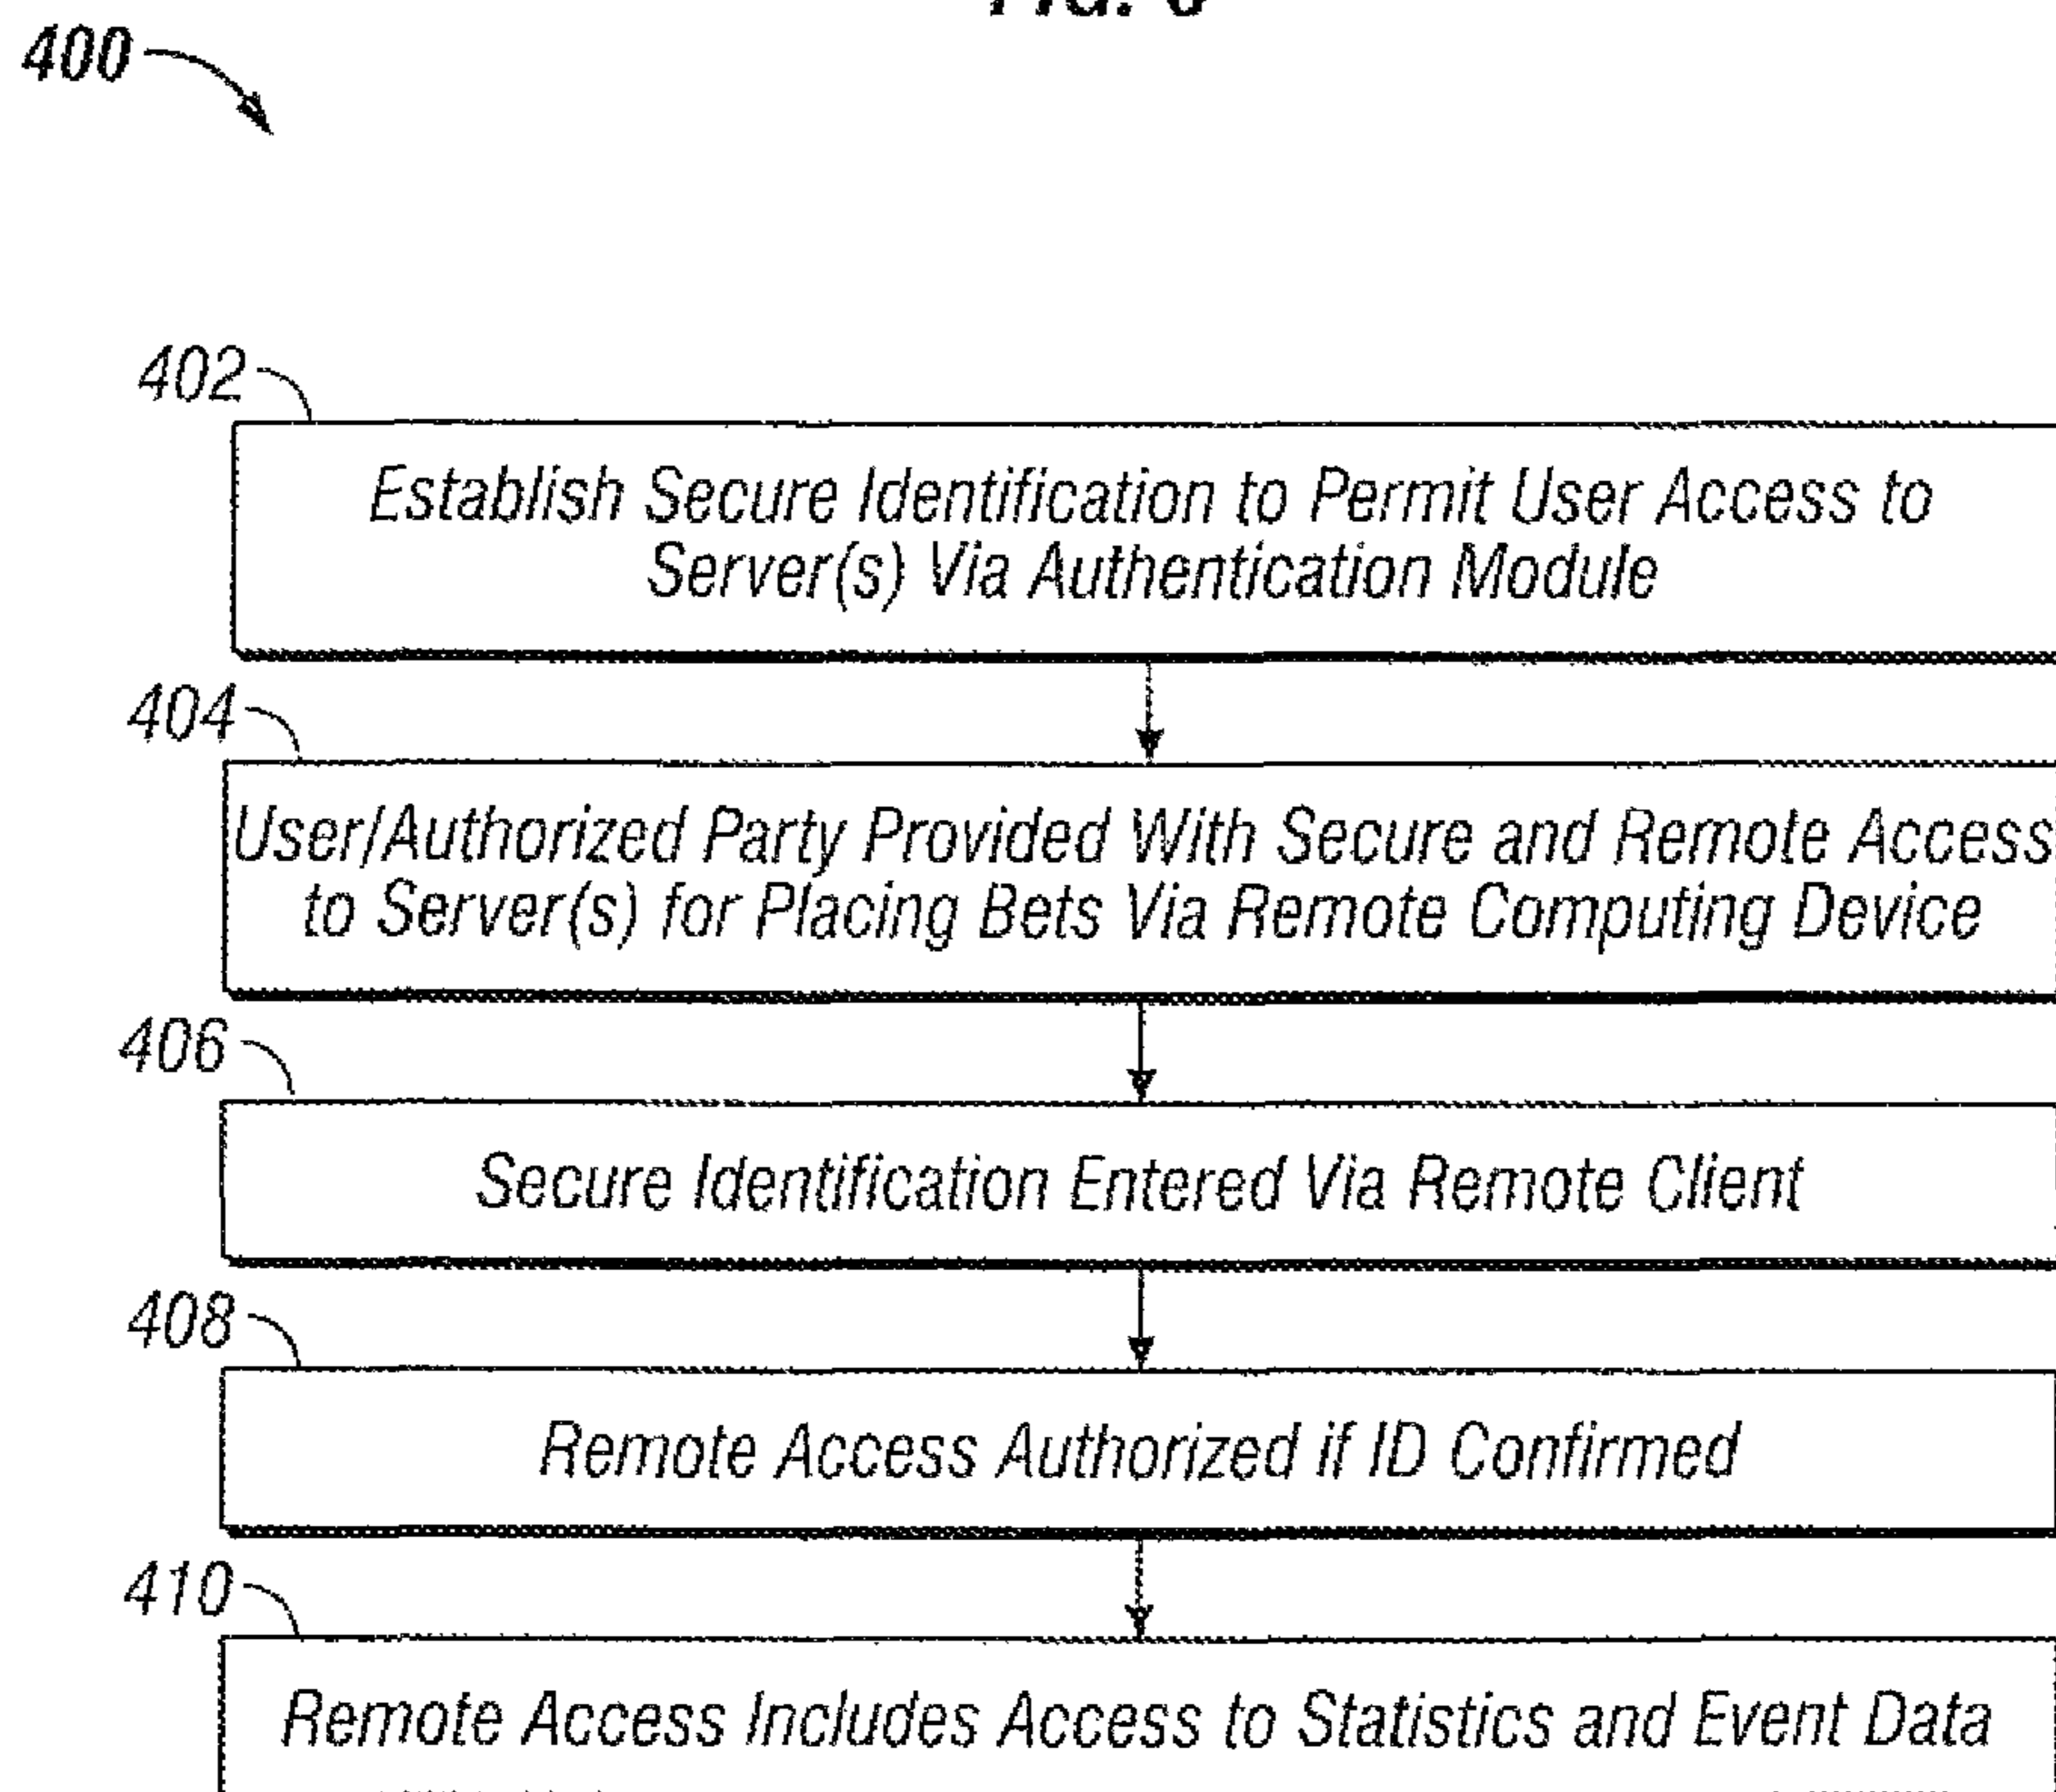 400
402
Establish Secure Identification to Permit User Access to
Server(s) Via Authentication Module
404
User/Authorized Party Provided With Secure and Remote Access
to Server(s) for Placing Bets Via Remote Computing Device
406
Secure Identification Entered Via Remote Client
408
Remote Access Authorized if ID Confirmed
410
Remote Access Includes Access to Statistics and Event Data